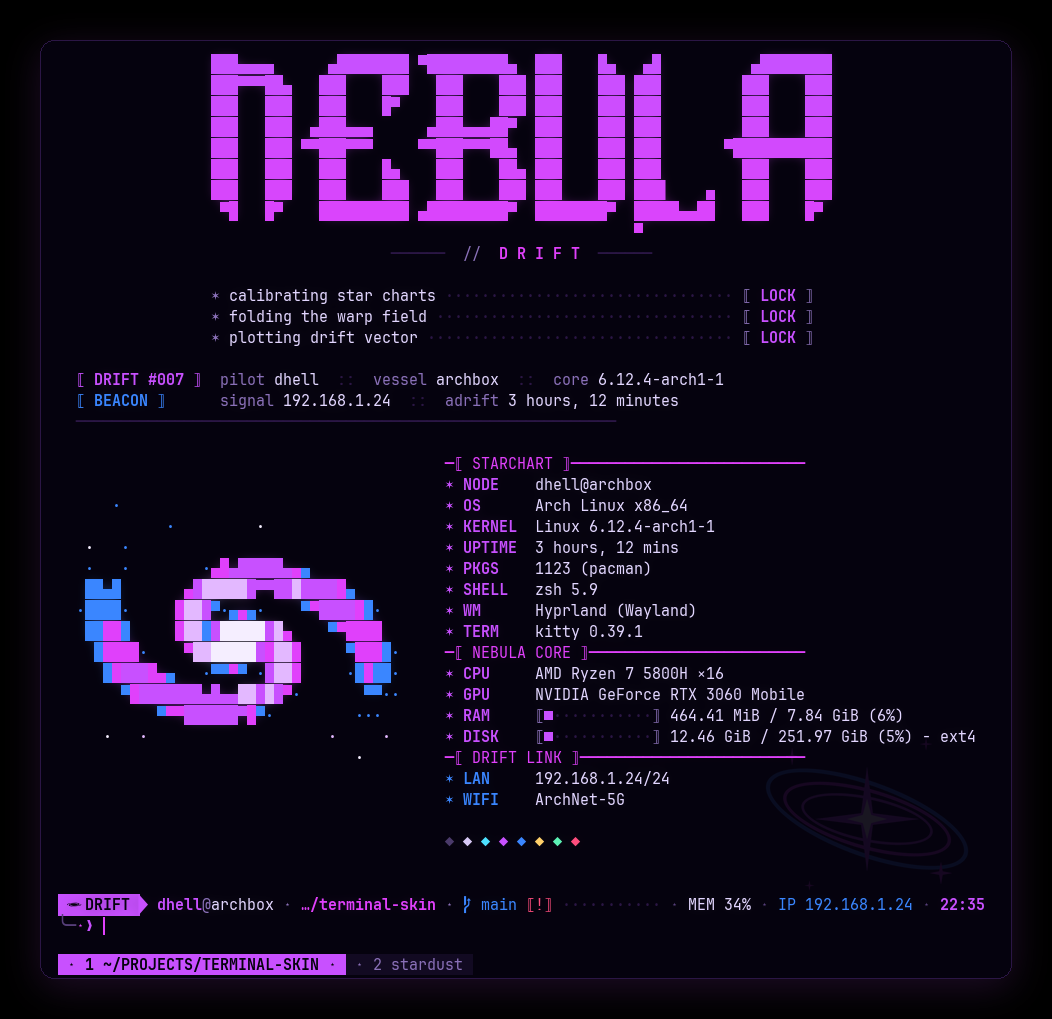 NEBULA
// DRIFT
✶ calibrating star charts ································ ⟦ LOCK ⟧
✶ folding the warp field ································· ⟦ LOCK ⟧
✶ plotting drift vector ·································· ⟦ LOCK ⟧
⟦ DRIFT #007 ⟧ pilot dhell :: vessel archbox :: core 6.12.4-arch1-1
⟦ BEACON ⟧ signal 192.168.1.24 :: adrift 3 hours, 12 minutes
─⟦ STARCHART ⟧──────────────────────────
✶ NODE dhell@archbox
✶ OS Arch Linux x86_64
✶ KERNEL Linux 6.12.4-arch1-1
✶ UPTIME 3 hours, 12 mins
✶ PKGS 1123 (pacman)
✶ SHELL zsh 5.9
✶ WM Hyprland (Wayland)
✶ TERM kitty 0.39.1
─⟦ NEBULA CORE ⟧────────────────────────
✶ CPU AMD Ryzen 7 5800H ×16
✶ GPU NVIDIA GeForce RTX 3060 Mobile
✶ RAM ⟦■···········⟧ 464.41 MiB / 7.84 GiB (6%)
✶ DISK ⟦■···········⟧ 12.46 GiB / 251.97 GiB (5%) - ext4
─⟦ DRIFT LINK ⟧─────────────────────────
✶ LAN 192.168.1.24/24
✶ WIFI ArchNet-5G
◆ ◆ ◆ ◆ ◆ ◆ ◆ ◆
DRIFT dhell@archbox · …/terminal-skin · main ⟦!⟧ ··········· · MEM 34% · IP 192.168.1.24 · 22:35
╰─·❯
· 1 ~/PROJECTS/TERMINAL-SKIN · · 2 stardust